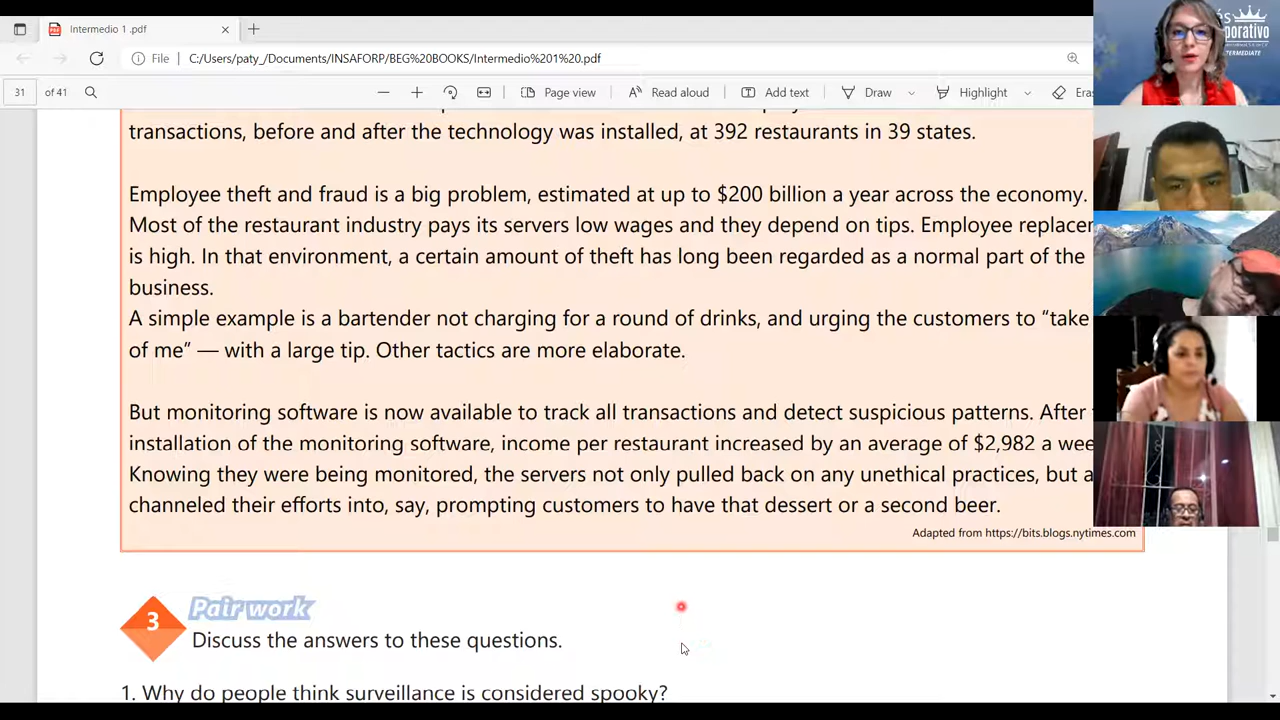 Intermedio 1 .pdf
File C:/Users/paty_/Documents/INSAFORP/BEG%20BOOKS/Intermedio%201%20.pdf
31 of 41 Page view Read aloud Add text Draw Highlight
transactions, before and after the technology was installed, at 392 restaurants in 39 states.
Employee theft and fraud is a big problem, estimated at up to $200 billion a year across the economy.
Most of the restaurant industry pays its servers low wages and they depend on tips. Employee replacem
is high. In that environment, a certain amount of theft has long been regarded as a normal part of the
business.
A simple example is a bartender not charging for a round of drinks, and urging the customers to “take
of me” — with a large tip. Other tactics are more elaborate.
But monitoring software is now available to track all transactions and detect suspicious patterns. After
installation of the monitoring software, income per restaurant increased by an average of $2,982 a wee
Knowing they were being monitored, the servers not only pulled back on any unethical practices, but a
channeled their efforts into, say, prompting customers to have that dessert or a second beer.
Adapted from https://bits.blogs.nytimes.com
3 Pair work
Discuss the answers to these questions.
1. Why do people think surveillance is considered spooky?